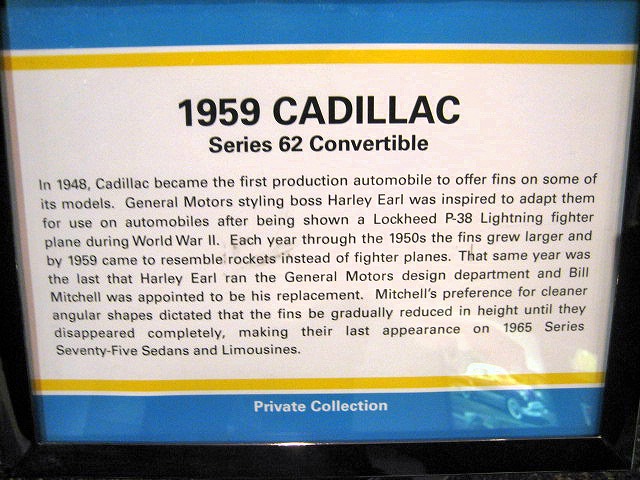 1959 CADILLAC
Series 62 Convertible
In 1948, Cadillac became the first production automobile to offer fins on some of
its models. General Motors styling boss Harley Earl was inspired to adapt them
for use on automobiles after being shown a Lockheed P-38 Lightning fighter
plane during World War II. Each year through the 1950s the fins grew larger and
by 1959 came to resemble rockets instead of fighter planes. That same year was
the last that Harley Earl ran the General Motors design department and Bill
Mitchell was appointed to be his replacement. Mitchell's preference for cleaner
angular shapes dictated that the fins be gradually reduced in height until they
disappeared completely, making their last appearance on 1965 Series
Seventy-Five Sedans and Limousines.
Private Collection